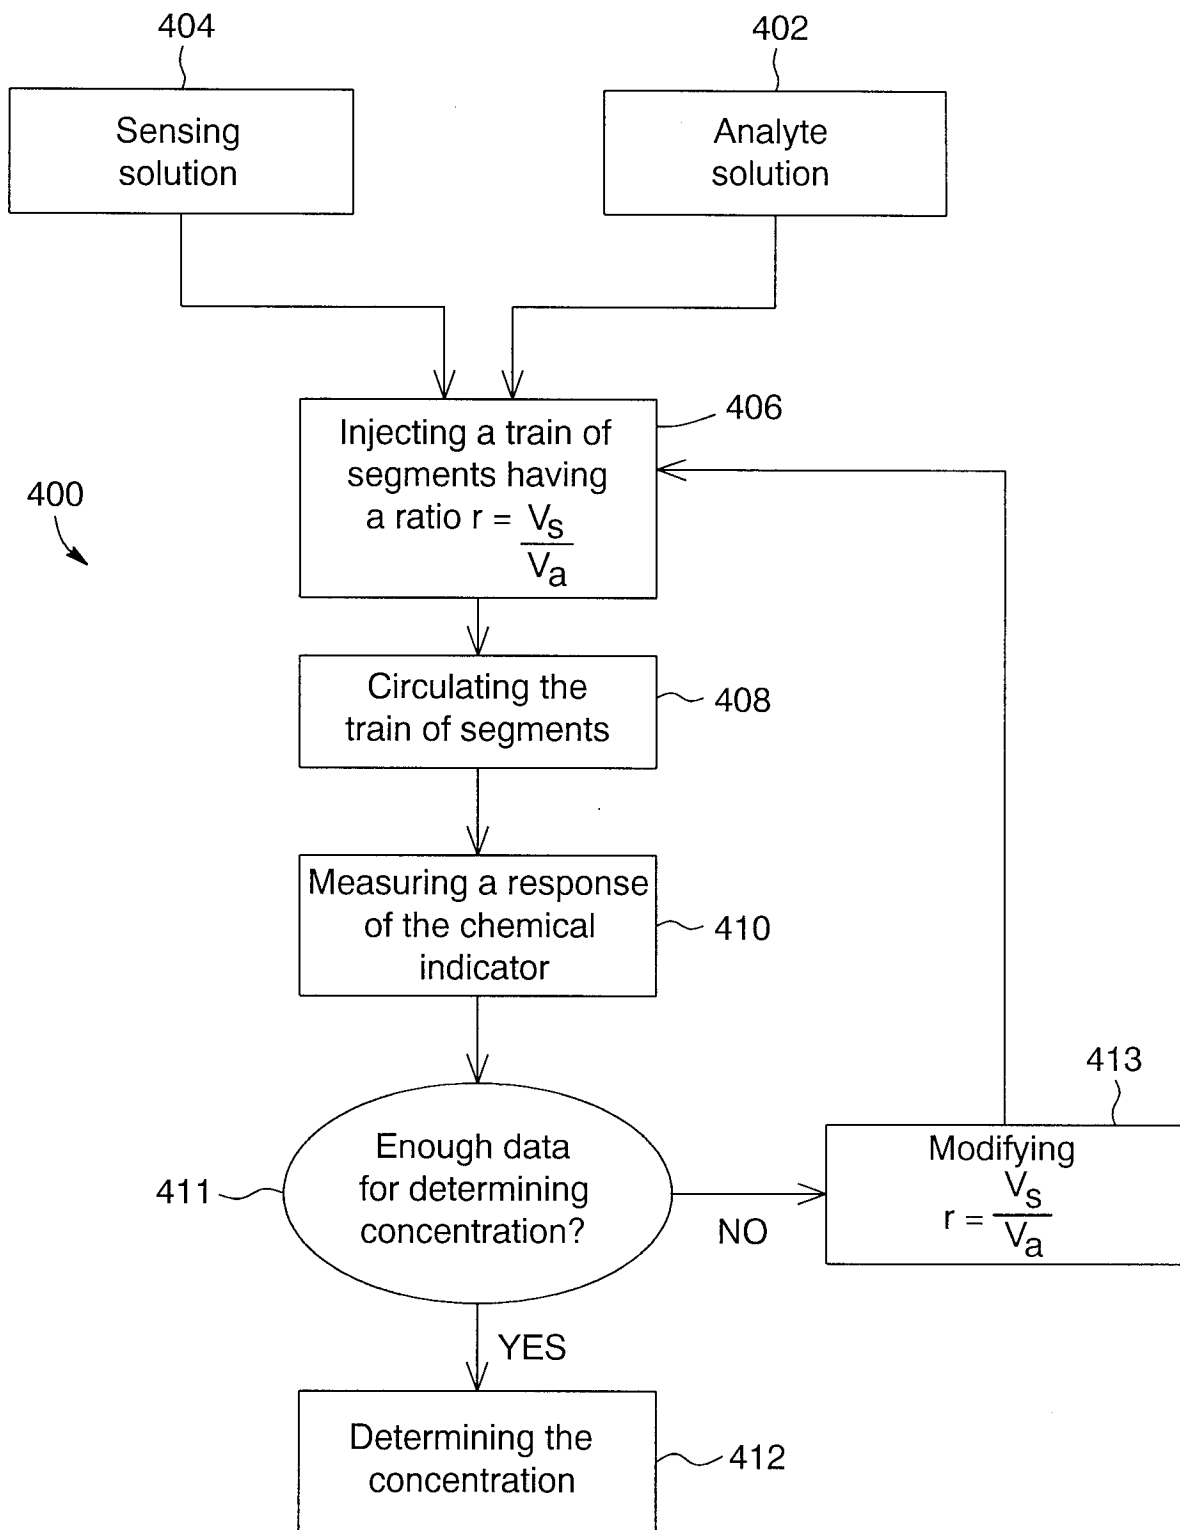 404
402
Sensing
solution
Analyte
solution
406
Injecting a train of
segments having
a ratio r = Vs
Va
400
Circulating the
train of segments
408
Measuring a response
of the chemical
indicator
410
413
Enough data
for determining
concentration?
411
NO
Modifying
r = Vs
Va
YES
Determining the
concentration
412